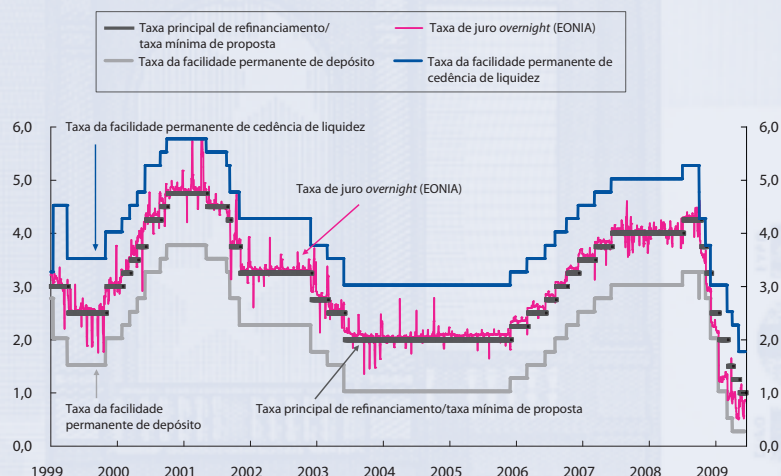 Taxa principal de refinanciamento/
taxa mínima de proposta
Taxa de juro overnight (EONIA)
Taxa da facilidade permanente de depósito
Taxa da facilidade permanente de
cedência de liquidez
6,0
5,0
4,0
3,0
2,0
1,0
0,0
Taxa da facilidade permanente de cedência de liquidez
Taxa de juro overnight (EONIA)
Taxa da facilidade
permanente de depósito
Taxa principal de refinanciamento/taxa mínima de proposta
6,0
5,0
4,0
3,0
2,0
1,0
0,0
1999 2000 2001 2002 2003 2004 2005 2006 2007 2008 2009